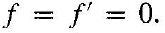 f = f′ = 0.